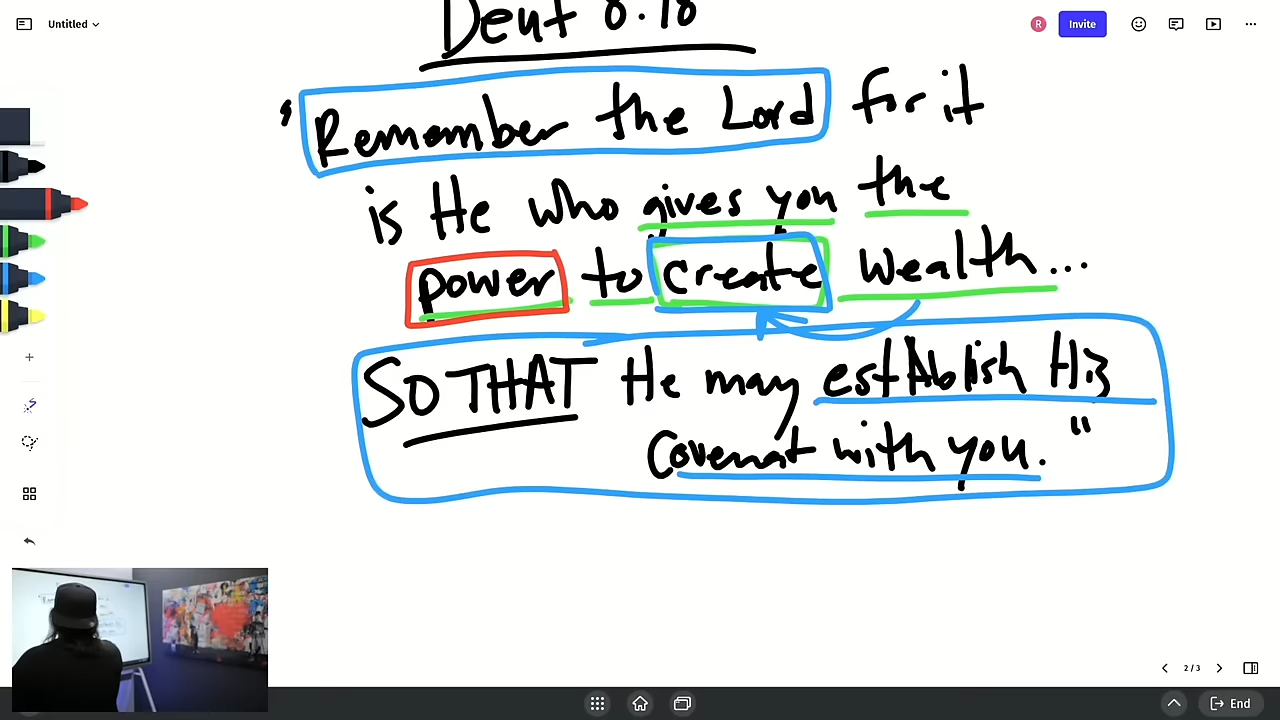 Untitled
R
Invite
Deut 8:18
"Remember the Lord for it
is He who gives you the
power to create wealth...
SO THAT He may establish His
Covenat with you."
2/3
End